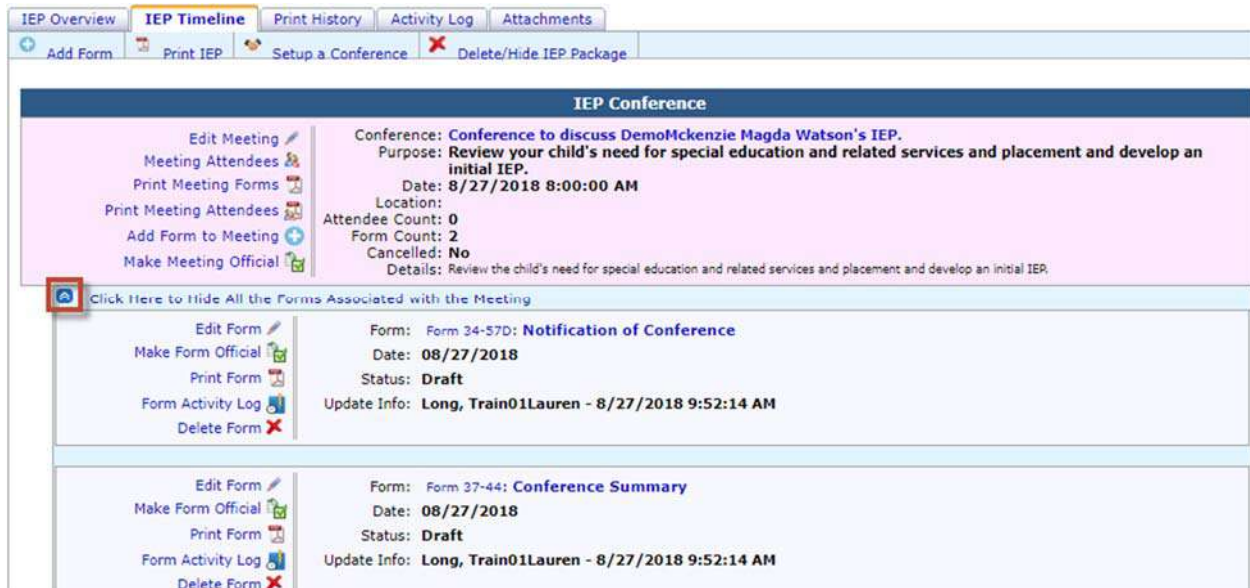 IEP Overview IEP Timeline Print History Activity Log Attachments
Add Form Print IEP Setup a Conference Delete/Hide IEP Package
IEP Conference
Edit Meeting
Meeting Attendees
Print Meeting Forms
Print Meeting Attendees
Add Form to Meeting
Make Meeting Official
Conference: Conference to discuss DemoMckenzie Magda Watson's IEP.
Purpose: Review your child's need for special education and related services and placement and develop an
initial IEP.
Date: 8/27/2018 8:00:00 AM
Location:
Attendee Count: 0
Form Count: 2
Cancelled: No
Details: Review the child's need for special education and related services and placement and develop an initial IEP.
Click Here to Hide All the Forms Associated with the Meeting
Edit Form
Make Form Official
Print Form
Form Activity Log
Delete Form
Form: Form 34-57D: Notification of Conference
Date: 08/27/2018
Status: Draft
Update Info: Long, Train01Lauren - 8/27/2018 9:52:14 AM
Edit Form
Make Form Official
Print Form
Form Activity Log
Delete Form
Form: Form 37-44: Conference Summary
Date: 08/27/2018
Status: Draft
Update Info: Long, Train01Lauren - 8/27/2018 9:52:14 AM